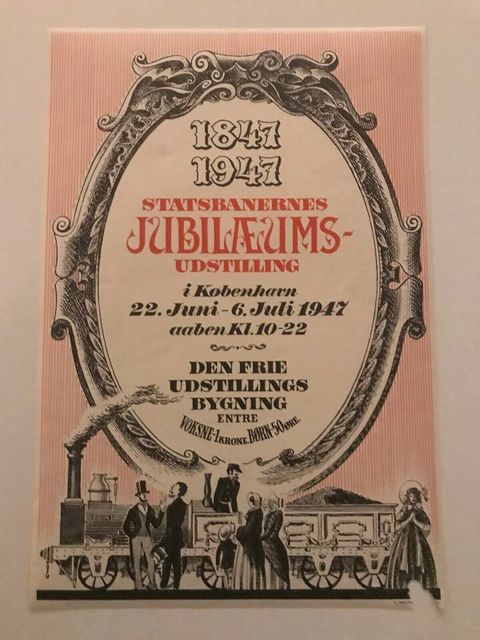 1847
1947
STATSBANERNES
JUBILÆUMS-
UDSTILLING
i København
22. Juni - 6. Juli 1947
aaben Kl. 10-22
DEN FRIE
UDSTILLINGS
BYGNING
ENTRE
VOKSNE-1 KRONE. BØRN-50 ØRE
ODIN